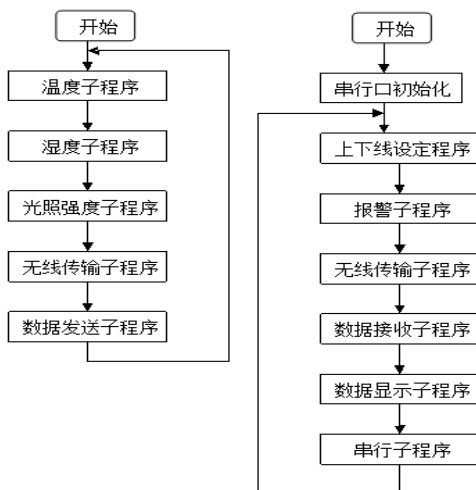 开始
温度子程序
湿度子程序
光照强度子程序
无线传输子程序
数据发送子程序
开始
串行口初始化
上下线设定程序
报警子程序
无线传输子程序
数据接收子程序
数据显示子程序
串行子程序